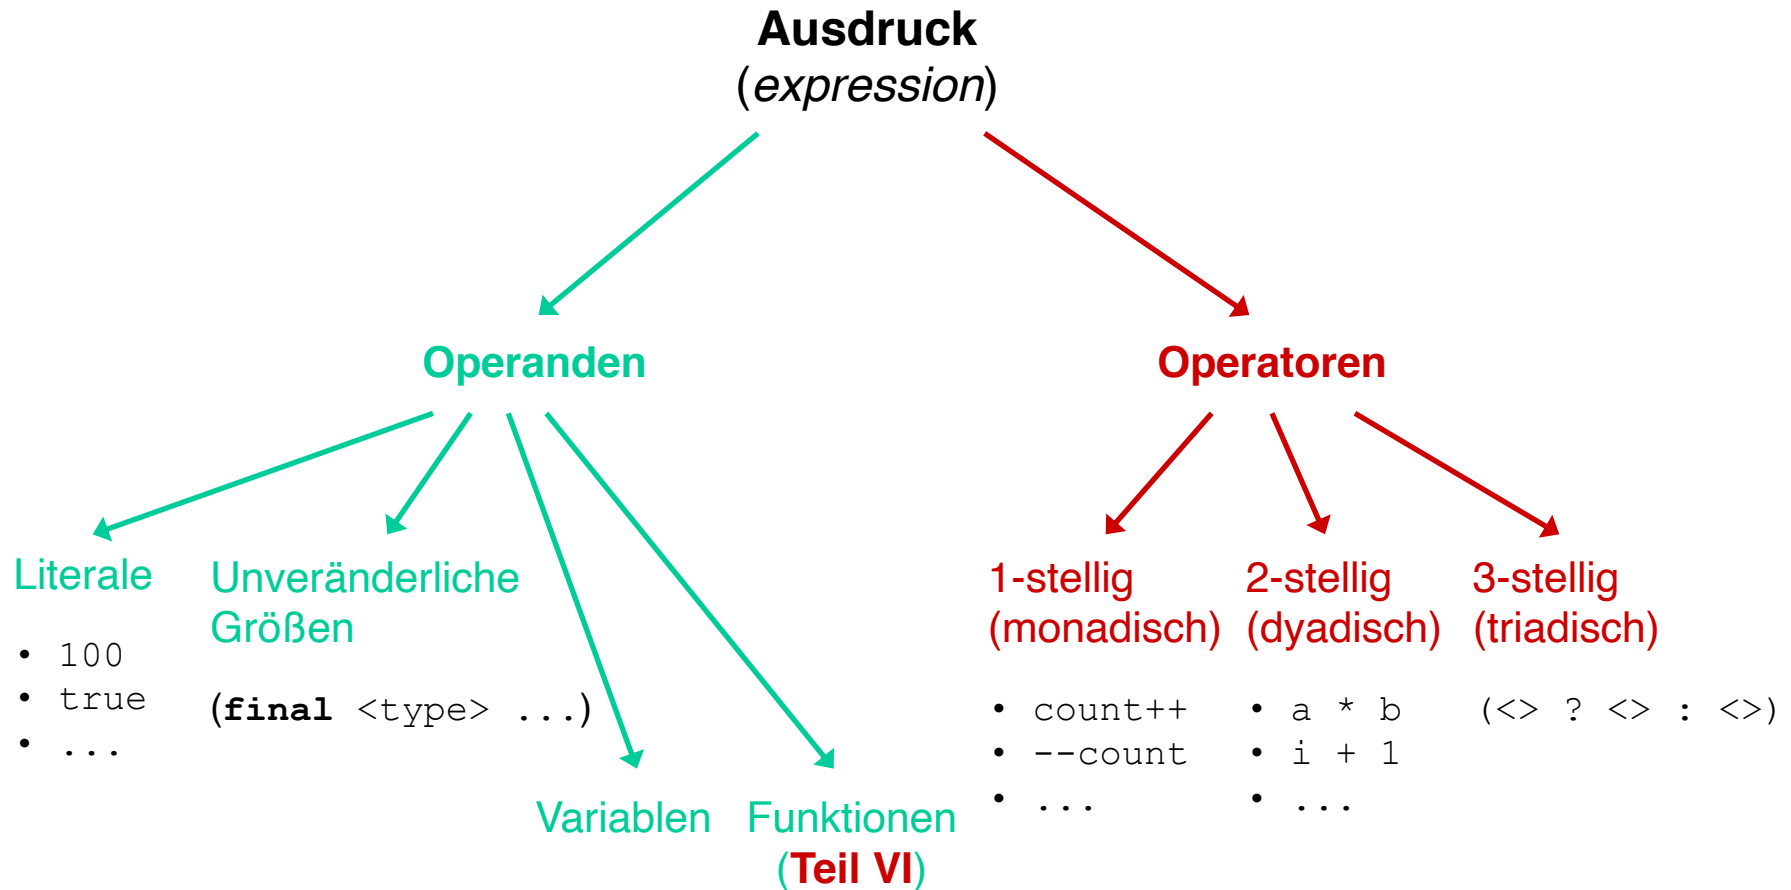 Ausdruck
(expression)
Operanden
Operatoren
Literale
• 100
• true
• ...
Unveränderliche
Größen
(final <type> ...)
Variablen
Funktionen
(Teil VI)
1-stellig
(monadisch)
• count++
• --count
• ...
2-stellig
(dyadisch)
• a * b
• i + 1
• ...
3-stellig
(triadisch)
(<> ? <> : <>)